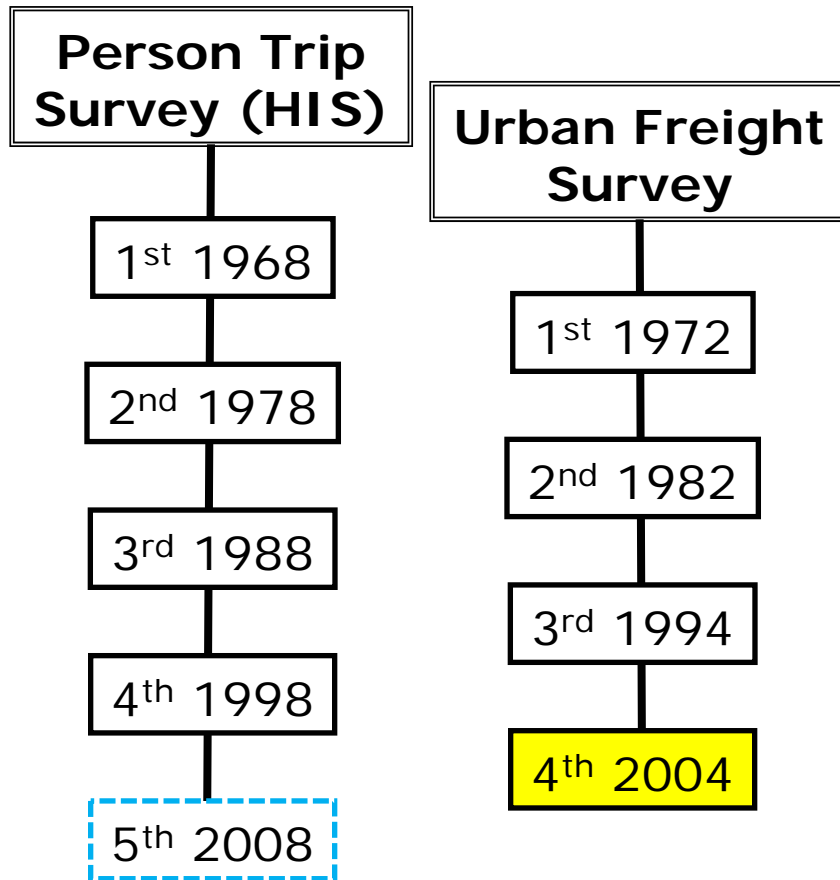 Person Trip
Survey (HIS)
1st 1968
2nd 1978
3rd 1988
4th 1998
5th 2008
Urban Freight
Survey
1st 1972
2nd 1982
3rd 1994
4th 2004